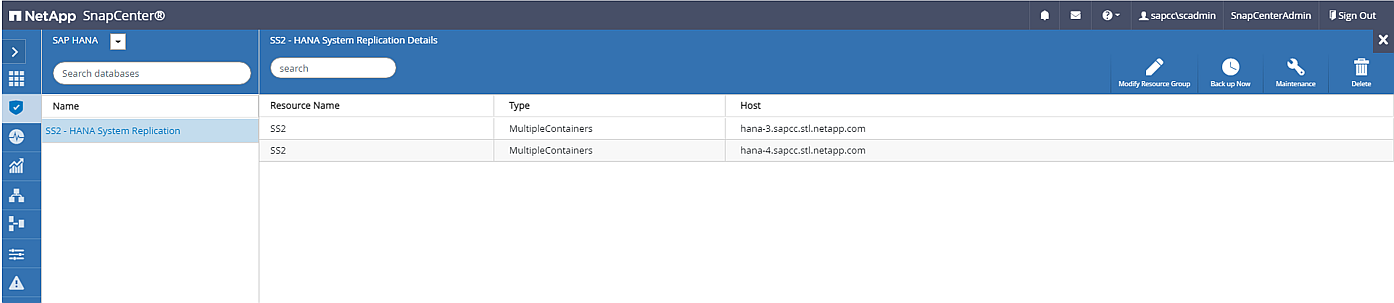 NetApp SnapCenter®
sapcc\scadmin SnapCenterAdmin Sign Out
SAP HANA
SS2 - HANA System Replication Details
Search databases
search
Modify Resource Group Back up Now Maintenance Delete
Name
Resource Name Type Host
SS2 - HANA System Replication
SS2 MultipleContainers hana-3.sapcc.stl.netapp.com
SS2 MultipleContainers hana-4.sapcc.stl.netapp.com